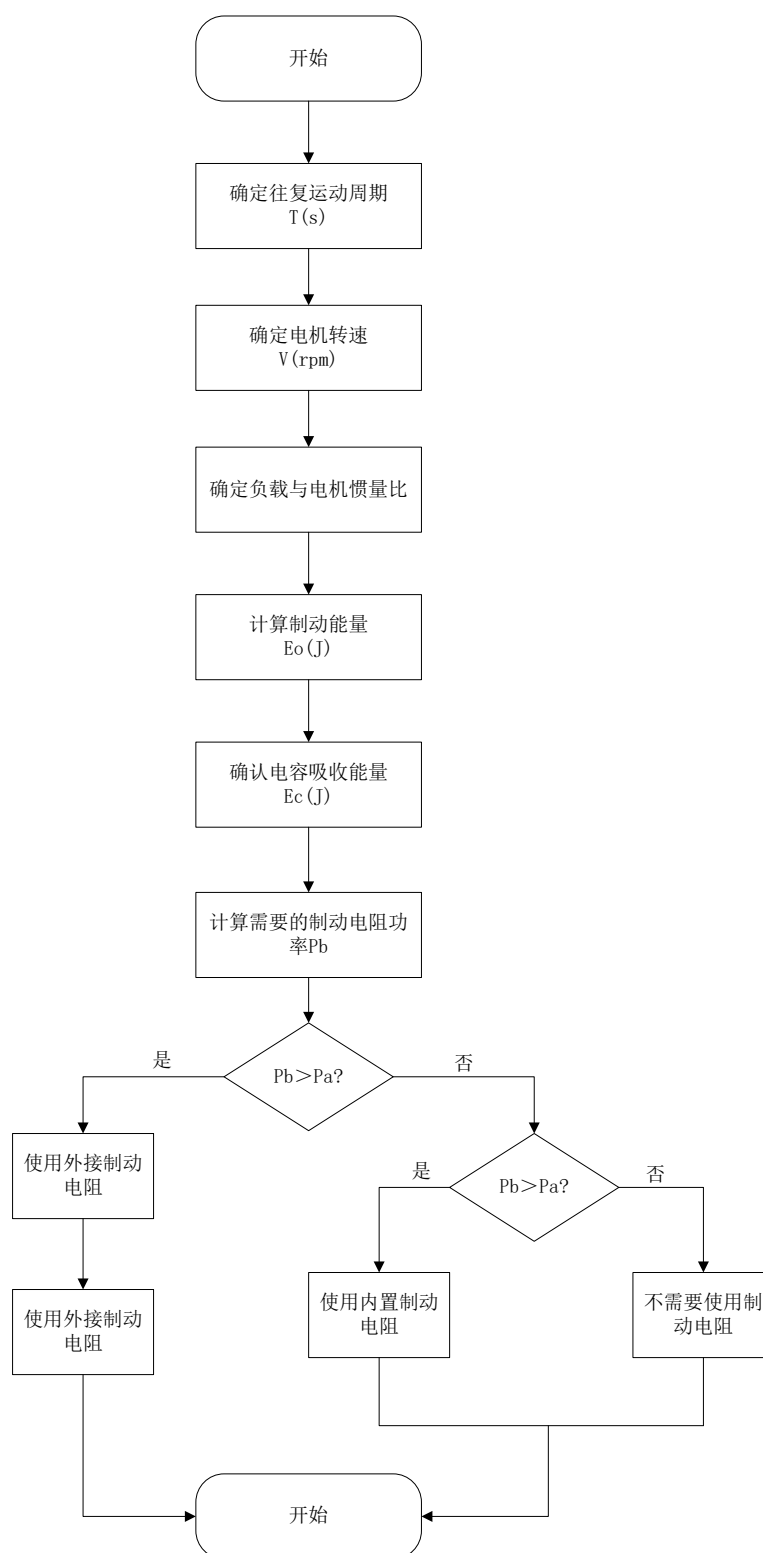 开始
确定往复运动周期
T(s)
确定电机转速
V(rpm)
确定负载与电机惯量比
计算制动能量
Eo(J)
确认电容吸收能量
Ec(J)
计算需要的制动电阻功
率Pb
Pb＞Pa?
是
否
使用外接制动
电阻
Pb＞Pa?
是
否
使用外接制动
电阻
使用内置制动
电阻
不需要使用制
动电阻
开始